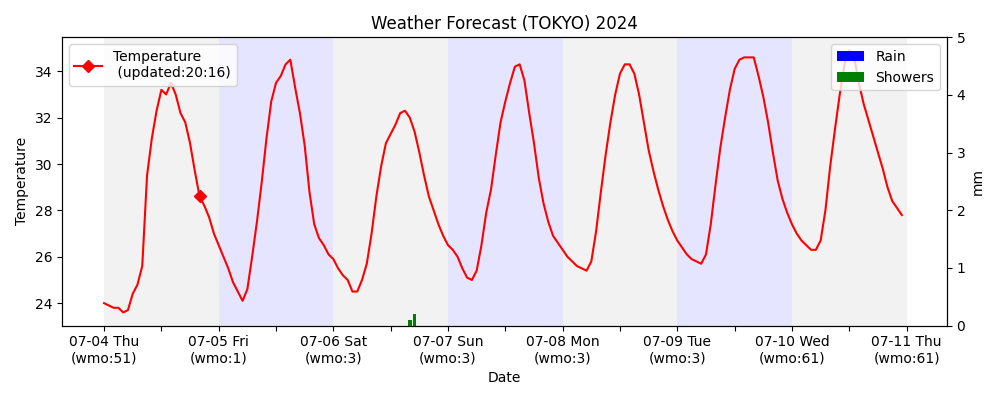 Weather Forecast (TOKYO) 2024
Temperature
(updated:20:16)
Rain
Showers
34
32
30
28
26
24
Temperature
5
4
3
2
1
0
mm
07-04 Thu
(wmo:51)
07-05 Fri
(wmo:1)
07-06 Sat
(wmo:3)
07-07 Sun
(wmo:3)
07-08 Mon
(wmo:3)
07-09 Tue
(wmo:3)
07-10 Wed
(wmo:61)
07-11 Thu
(wmo:61)
Date